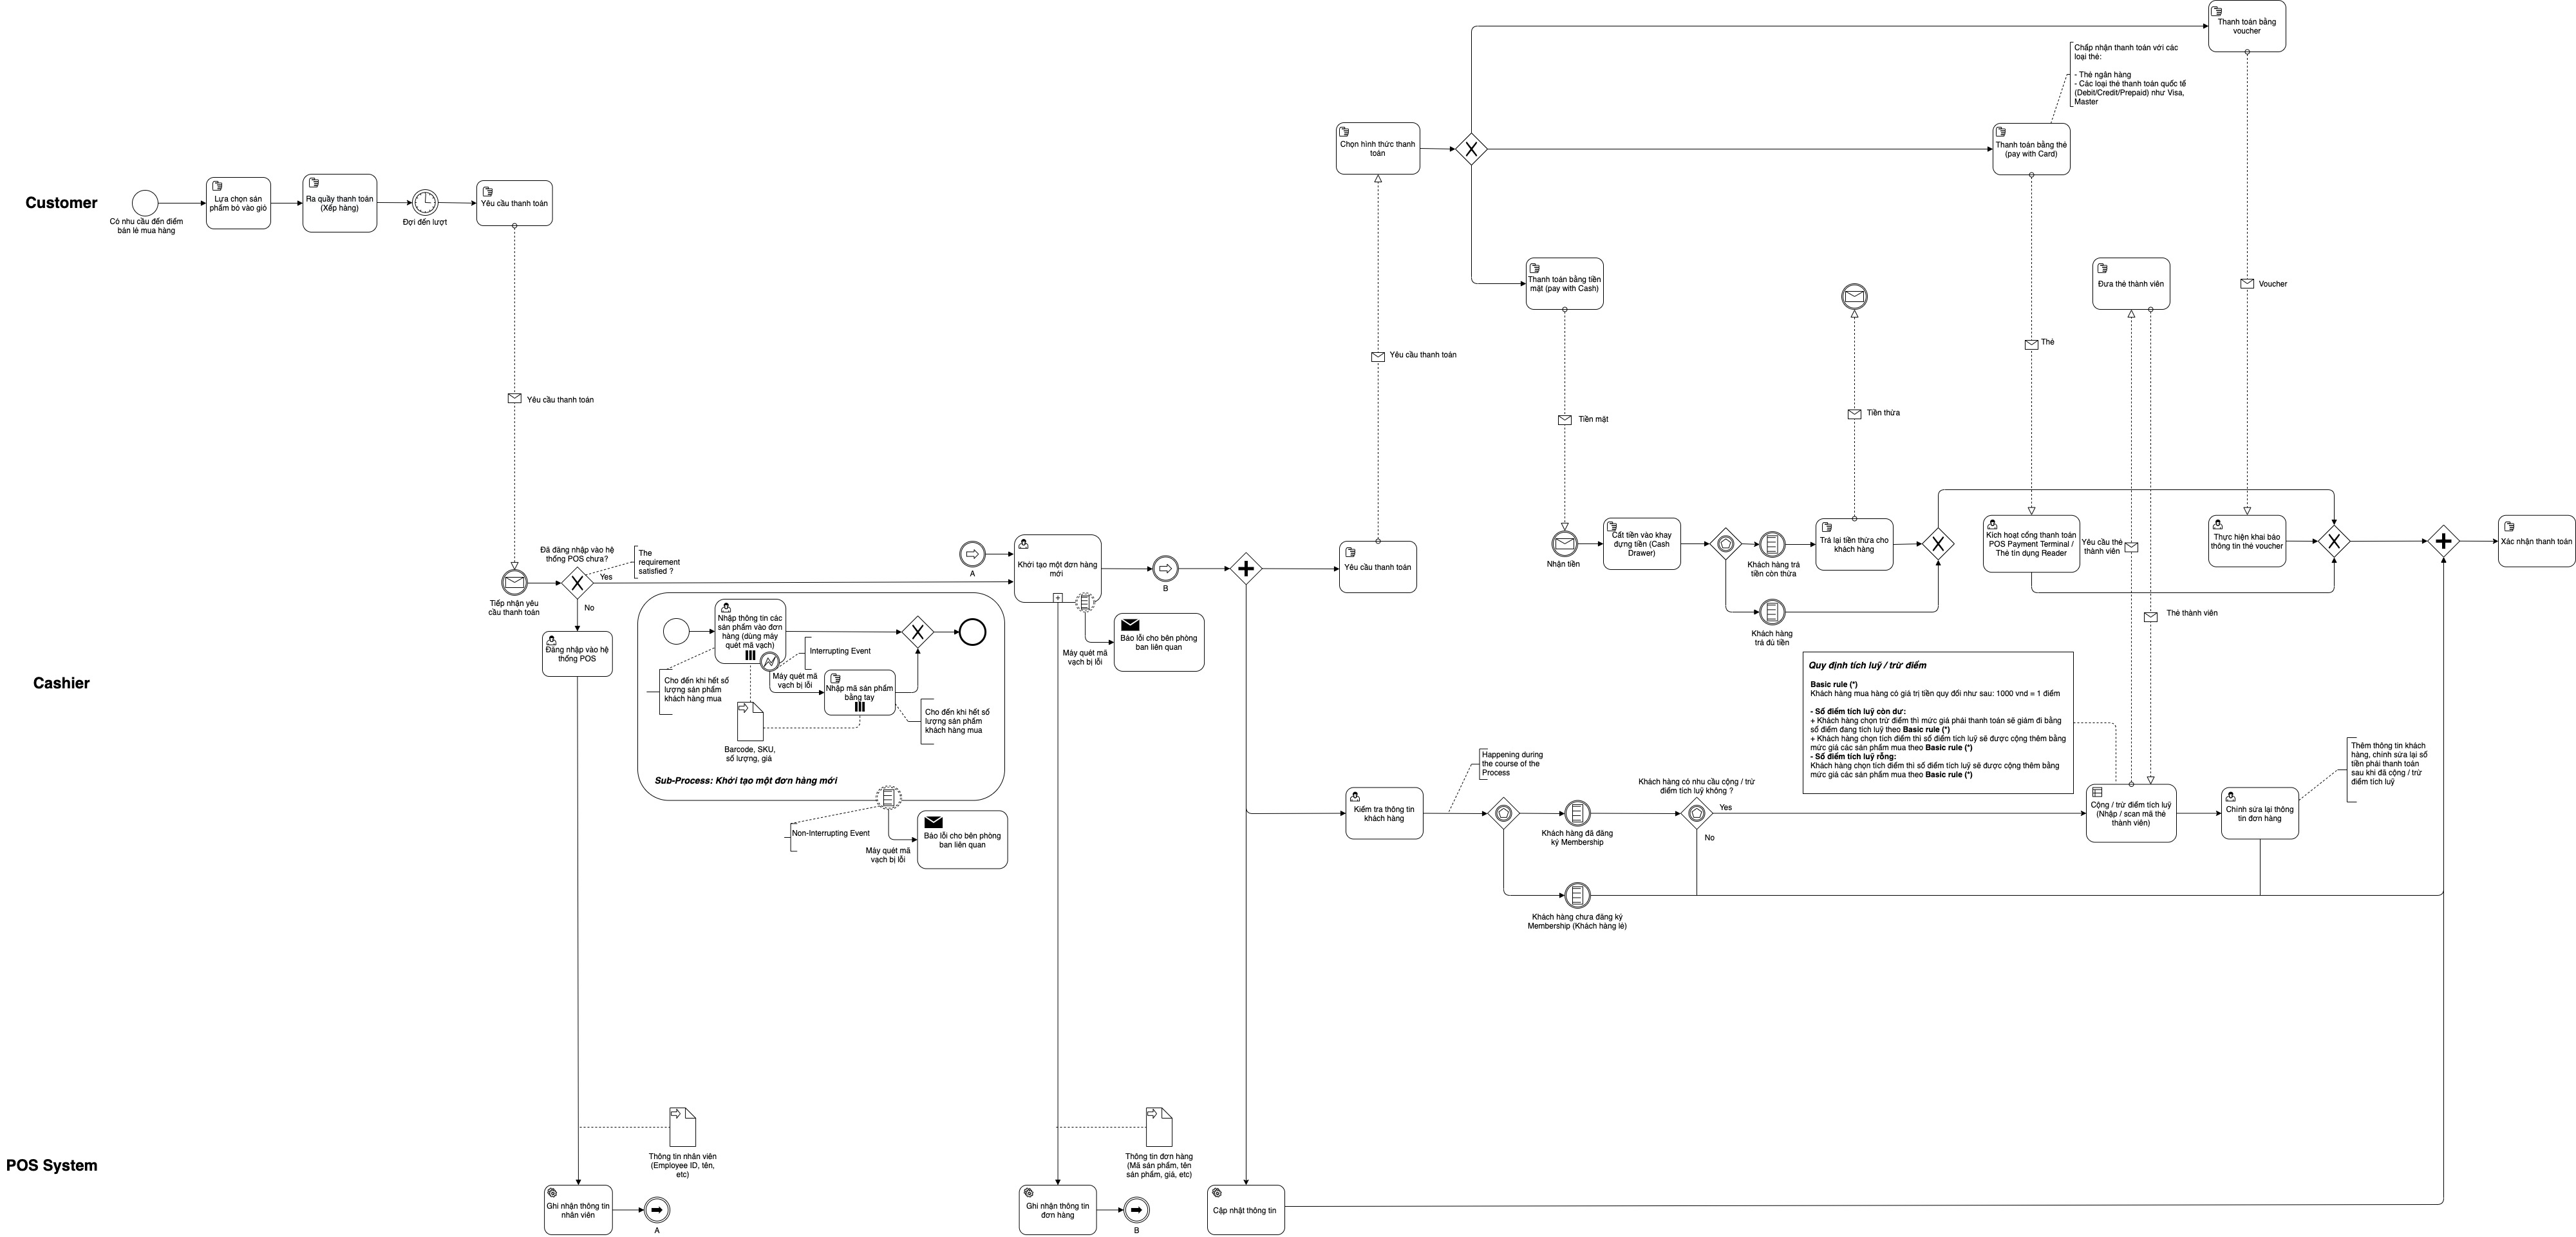 Customer
Có nhu cầu đến điểm
bán lẻ mua hàng
Lựa chọn sản
phẩm bỏ vào giỏ
Ra quầy thanh toán
(Xếp hàng)
Đợi đến lượt
Yêu cầu thanh toán
Yêu cầu thanh toán
Chọn hình thức thanh
toán
Yêu cầu thanh toán
Thanh toán bằng
voucher
Chấp nhận thanh toán với các
loại thẻ:
- Thẻ ngân hàng
- Các loại thẻ thanh toán quốc tế
(Debit/Credit/Prepaid) như Visa,
Master
Thanh toán bằng thẻ
(pay with Card)
Thanh toán bằng tiền
mặt (pay with Cash)
Đưa thẻ thành viên
Voucher
Thẻ
Tiền mặt
Tiền thừa
Cashier
Tiếp nhận yêu
cầu thanh toán
Đã đăng nhập vào hệ
thống POS chưa?
The
requirement
satisfied ?
Yes
No
Đăng nhập vào hệ
thống POS
Nhập thông tin các
sản phẩm vào đơn
hàng (dùng máy
quét mã vạch)
Interrupting Event
Máy quét mã
vạch bị lỗi
Cho đến khi hết số
lượng sản phẩm
khách hàng mua
Nhập mã sản phẩm
bằng tay
Cho đến khi hết số
lượng sản phẩm
khách hàng mua
Barcode, SKU,
số lượng, giá
Sub-Process: Khởi tạo một đơn hàng mới
Non-Interrupting Event
Máy quét mã
vạch bị lỗi
Báo lỗi cho bên phòng
ban liên quan
A
Khởi tạo một đơn hàng
mới
B
Máy quét mã
vạch bị lỗi
Báo lỗi cho bên phòng
ban liên quan
Yêu cầu thanh toán
Nhận tiền
Cất tiền vào khay
đựng tiền (Cash
Drawer)
Khách hàng trả
tiền còn thừa
Trả lại tiền thừa cho
khách hàng
Khách hàng
trả đủ tiền
Kích hoạt cổng thanh toán
POS Payment Terminal /
Thẻ tín dụng Reader
Yêu cầu thẻ
thành viên
Thẻ thành viên
Thực hiện khai báo
thông tin thẻ voucher
Xác nhận thanh toán
Quy định tích luỹ / trừ điểm
Basic rule (*)
Khách hàng mua hàng có giá trị tiền quy đổi như sau: 1000 vnd = 1 điểm
- Số điểm tích luỹ còn dư:
+ Khách hàng chọn trừ điểm thì mức giá phải thanh toán sẽ giảm đi bằng
số điểm đang tích luỹ theo Basic rule (*)
+ Khách hàng chọn tích điểm thì số điểm tích luỹ sẽ được cộng thêm bằng
mức giá các sản phẩm mua theo Basic rule (*)
- Số điểm tích luỹ rỗng:
Khách hàng chọn tích điểm thì số điểm tích luỹ sẽ được cộng thêm bằng
mức giá các sản phẩm mua theo Basic rule (*)
Kiểm tra thông tin
khách hàng
Happening during
the course of the
Process
Khách hàng đã đăng
ký Membership
Khách hàng có nhu cầu cộng / trừ
điểm tích luỹ không ?
Yes
No
Khách hàng chưa đăng ký
Membership (Khách hàng lẻ)
Cộng / trừ điểm tích luỹ
(Nhập / scan mã thẻ
thành viên)
Chỉnh sửa lại thông
tin đơn hàng
Thêm thông tin khách
hàng, chỉnh sửa lại số
tiền phải thanh toán
sau khi đã cộng / trừ
điểm tích luỹ
POS System
Thông tin nhân viên
(Employee ID, tên,
etc)
Ghi nhận thông tin
nhân viên
A
Thông tin đơn hàng
(Mã sản phẩm, tên
sản phẩm, giá, etc)
Ghi nhận thông tin
đơn hàng
B
Cập nhật thông tin